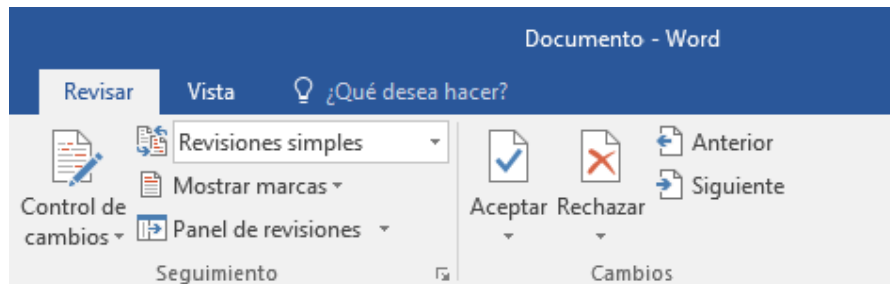 Documento - Word
Revisar Vista ¿Qué desea hacer?
Revisiones simples
Mostrar marcas
Panel de revisiones
Control de
cambios
Seguimiento
Aceptar Rechazar
Anterior
Siguiente
Cambios